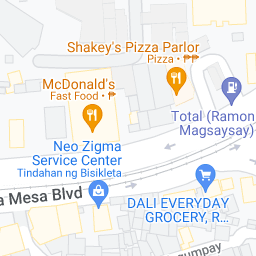 Shakey's Pizza Parlor
Pizza •
McDonald's
Fast Food •
Total (Ramon
Magsaysay)
Neo Zigma
Service Center
Tindahan ng Bisikleta
a Mesa Blvd
DALI EVERYDAY
GROCERY, R...
gumpay